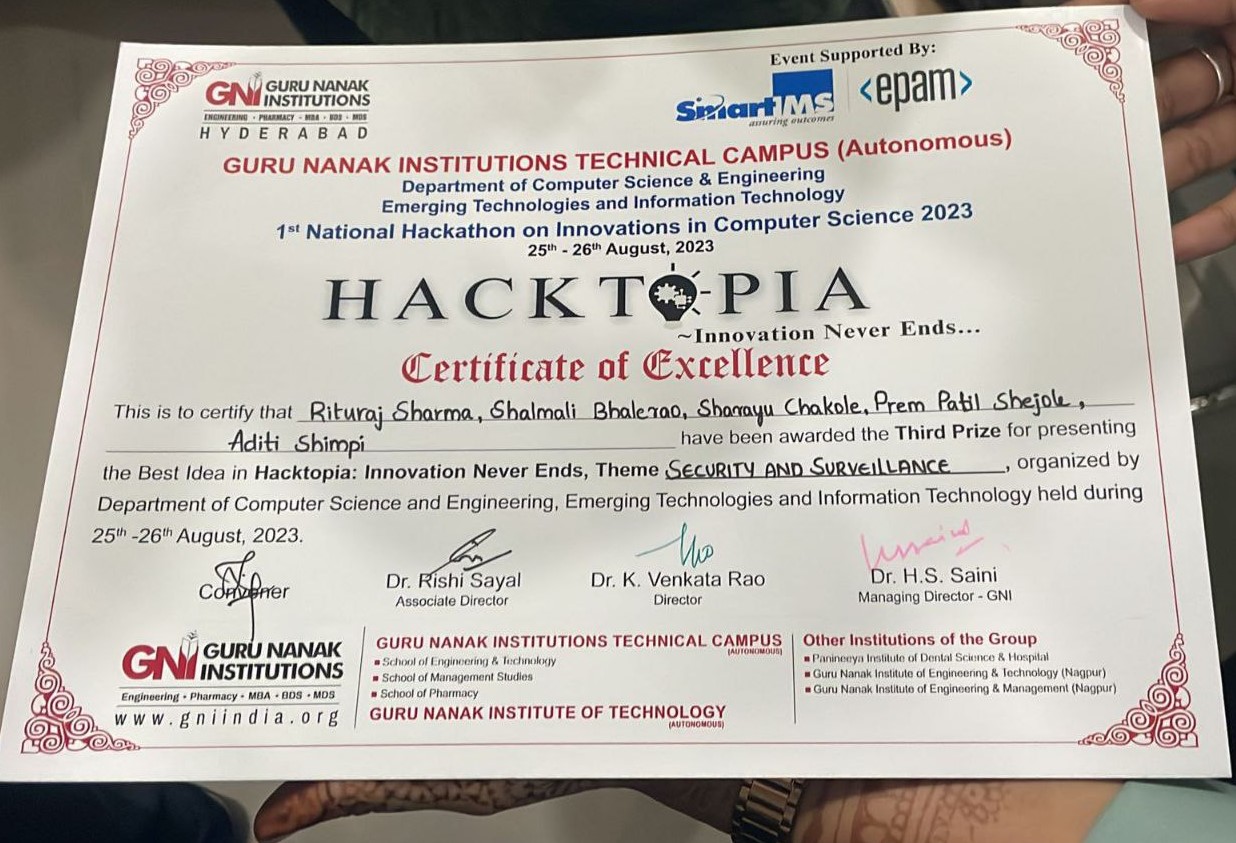 GNI GURU NANAK INSTITUTIONS
ENGINEERING • PHARMACY • MBA • BDS • MDS
HYDERABAD
Event Supported By:
SmartIMS
assuring outcomes
<epam>
GURU NANAK INSTITUTIONS TECHNICAL CAMPUS (Autonomous)
Department of Computer Science & Engineering
Emerging Technologies and Information Technology
1st National Hackathon on Innovations in Computer Science 2023
25th - 26th August, 2023
HACKTOPIA
~Innovation Never Ends...
Certificate of Excellence
This is to certify that Rituraj Sharma, Shalmali Bhalerao, Sharayu Chakole, Prem Patil Shejole,
Aditi Shimpi have been awarded the Third Prize for presenting
the Best Idea in Hacktopia: Innovation Never Ends, Theme SECURITY AND SURVEILLANCE, organized by
Department of Computer Science and Engineering, Emerging Technologies and Information Technology held during
25th -26th August, 2023.
Convener
Dr. Rishi Sayal
Associate Director
Dr. K. Venkata Rao
Director
Dr. H.S. Saini
Managing Director - GNI
GNI GURU NANAK INSTITUTIONS
Engineering • Pharmacy • MBA • BDS • MDS
www.gniindia.org
GURU NANAK INSTITUTIONS TECHNICAL CAMPUS
(AUTONOMOUS)
▪ School of Engineering & Technology
▪ School of Management Studies
▪ School of Pharmacy
GURU NANAK INSTITUTE OF TECHNOLOGY
(AUTONOMOUS)
Other Institutions of the Group
▪ Panineeya Institute of Dental Science & Hospital
▪ Guru Nanak Institute of Engineering & Technology (Nagpur)
▪ Guru Nanak Institute of Engineering & Management (Nagpur)